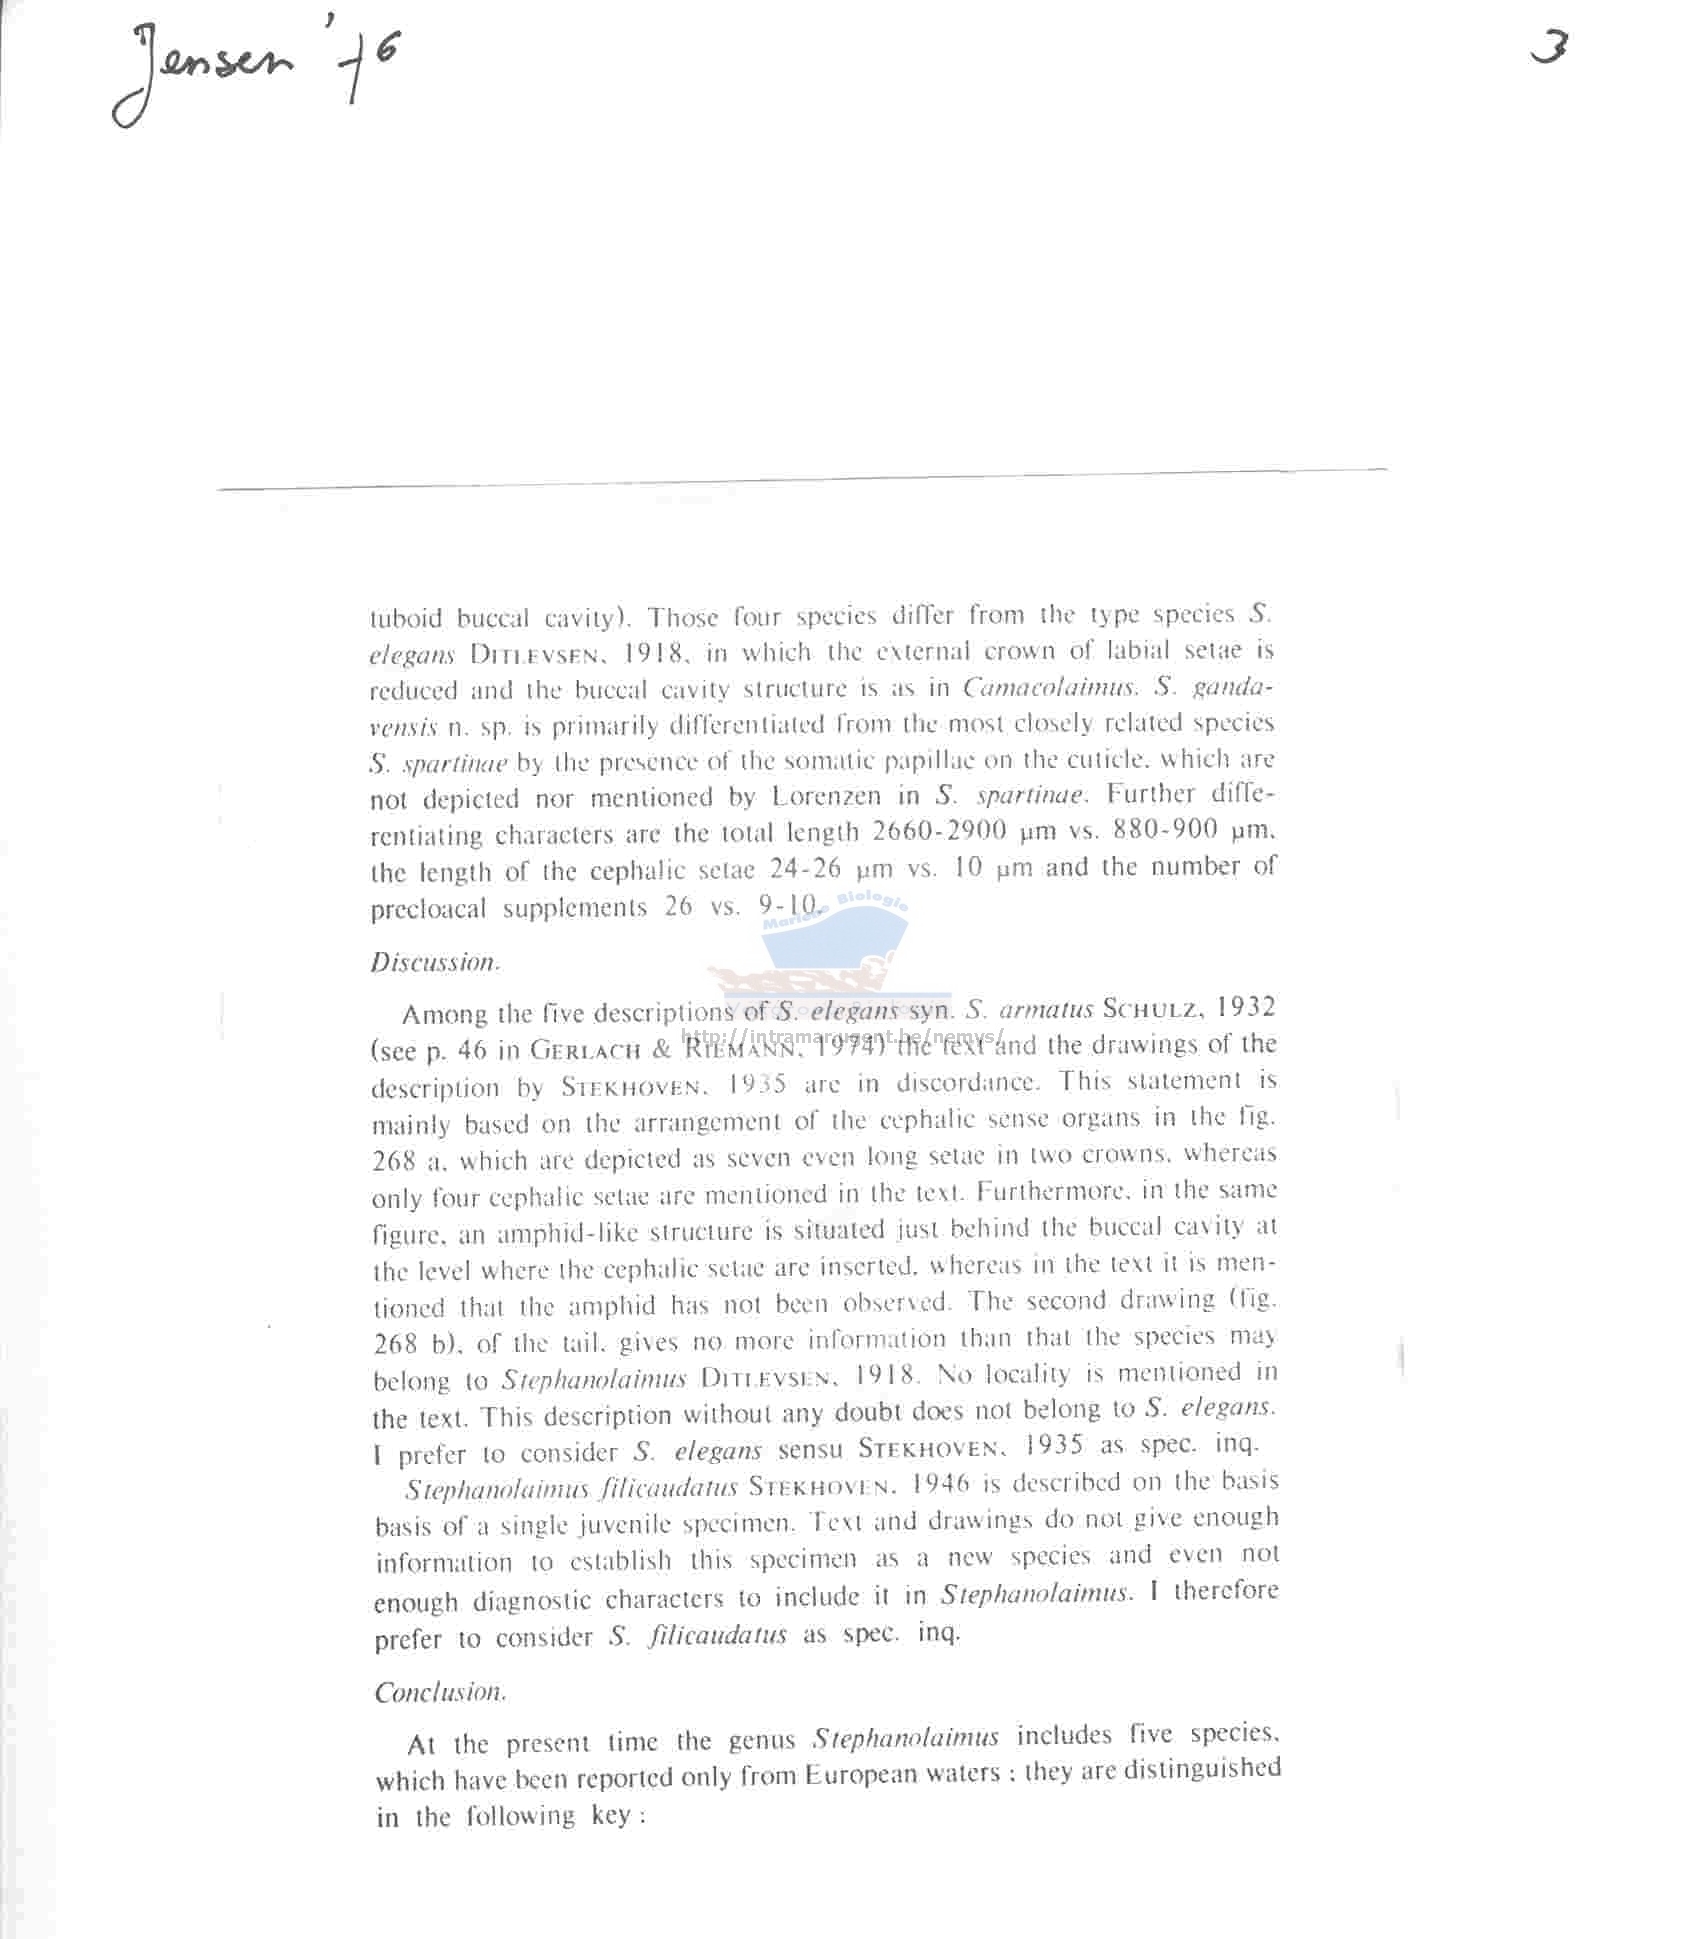 Jensen '76
3
tuboid buccal cavity). Those four species differ from the type species S.
elegans DITLEVSEN, 1918, in which the external crown of labial setae is
reduced and the buccal cavity structure is as in Camacolaimus. S. ganda-
vensis n. sp. is primarily differentiated from the most closely related species
S. spartinae by the presence of the somatic papillae on the cuticle, which are
not depicted nor mentioned by Lorenzen in S. spartinae. Further diffe-
rentiating characters are the total length 2660-2900 µm vs. 880-900 µm,
the length of the cephalic setae 24-26 µm vs. 10 µm and the number of
precloacal supplements 26 vs. 9-10.
Mariene Biologie
Discussion.
Among the five descriptions of S. elegans syn. S. armatus SCHULZ, 1932
http://intramar.ugent.be/nemys/
(see p. 46 in GERLACH & RIEMANN, 1974) the text and the drawings of the
description by STEKHOVEN, 1935 are in discordance. This statement is
mainly based on the arrangement of the cephalic sense organs in the fig.
268 a, which are depicted as seven even long setae in two crowns, whereas
only four cephalic setae are mentioned in the text. Furthermore, in the same
figure, an amphid-like structure is situated just behind the buccal cavity at
the level where the cephalic setae are inserted, whereas in the text it is men-
tioned that the amphid has not been observed. The second drawing (fig.
268 b), of the tail, gives no more information than that the species may
belong to Stephanolaimus DITLEVSEN, 1918. No locality is mentioned in
the text. This description without any doubt does not belong to S. elegans.
I prefer to consider S. elegans sensu STEKHOVEN, 1935 as spec. inq.
Stephanolaimus filicaudatus STEKHOVEN, 1946 is described on the basis
basis of a single juvenile specimen. Text and drawings do not give enough
information to establish this specimen as a new species and even not
enough diagnostic characters to include it in Stephanolaimus. I therefore
prefer to consider S. filicaudatus as spec. inq.
Conclusion.
At the present time the genus Stephanolaimus includes five species,
which have been reported only from European waters : they are distinguished
in the following key :